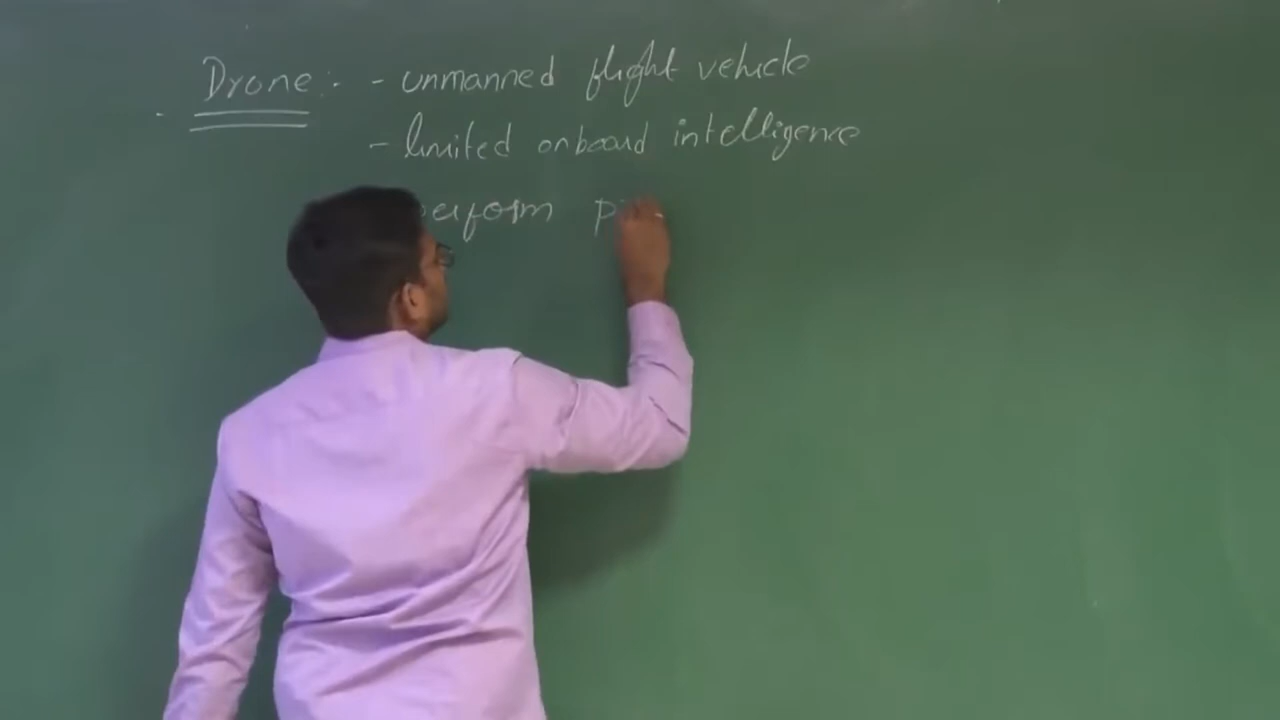 Drone :- - unmanned flight vehicle
- limited onboard intelligence
perform